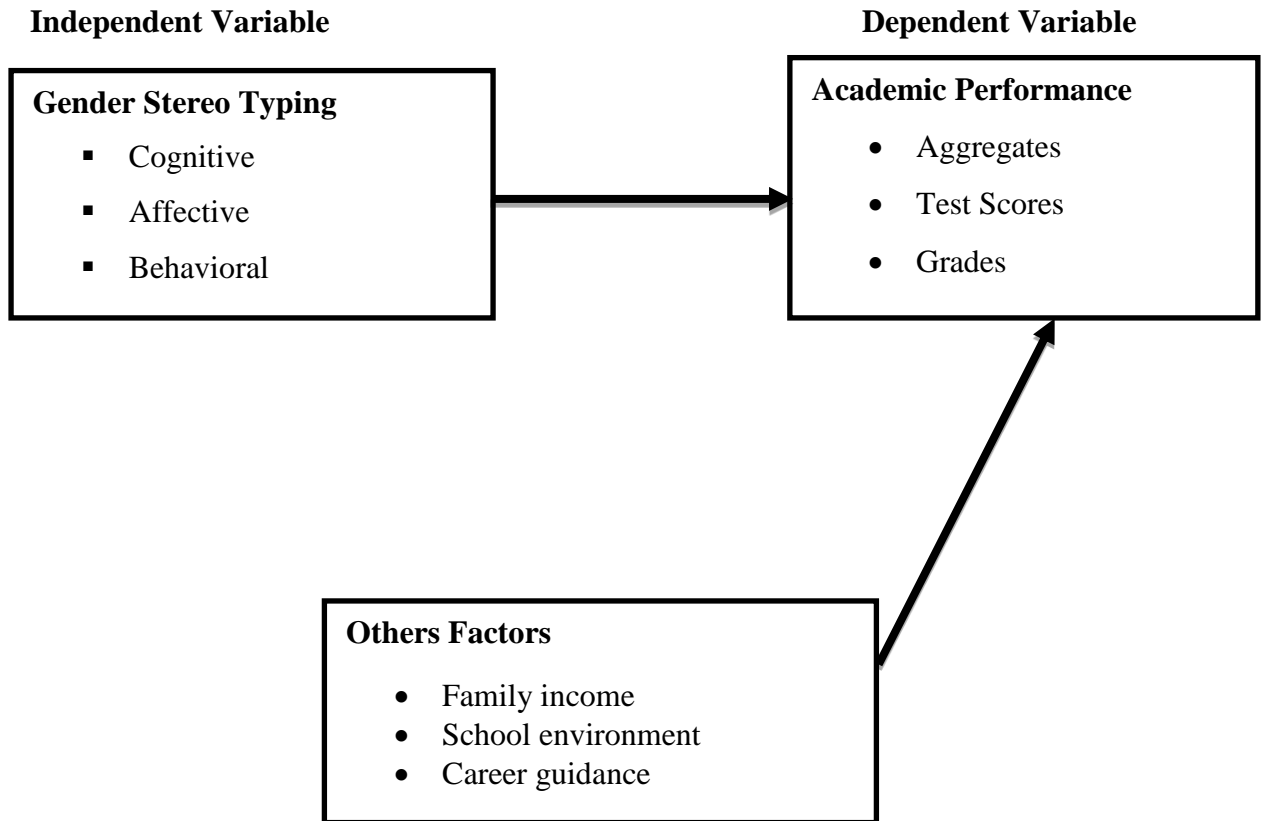 Independent Variable
Dependent Variable
Gender Stereo Typing
▪ Cognitive
▪ Affective
▪ Behavioral
Academic Performance
• Aggregates
• Test Scores
• Grades
Others Factors
• Family income
• School environment
• Career guidance